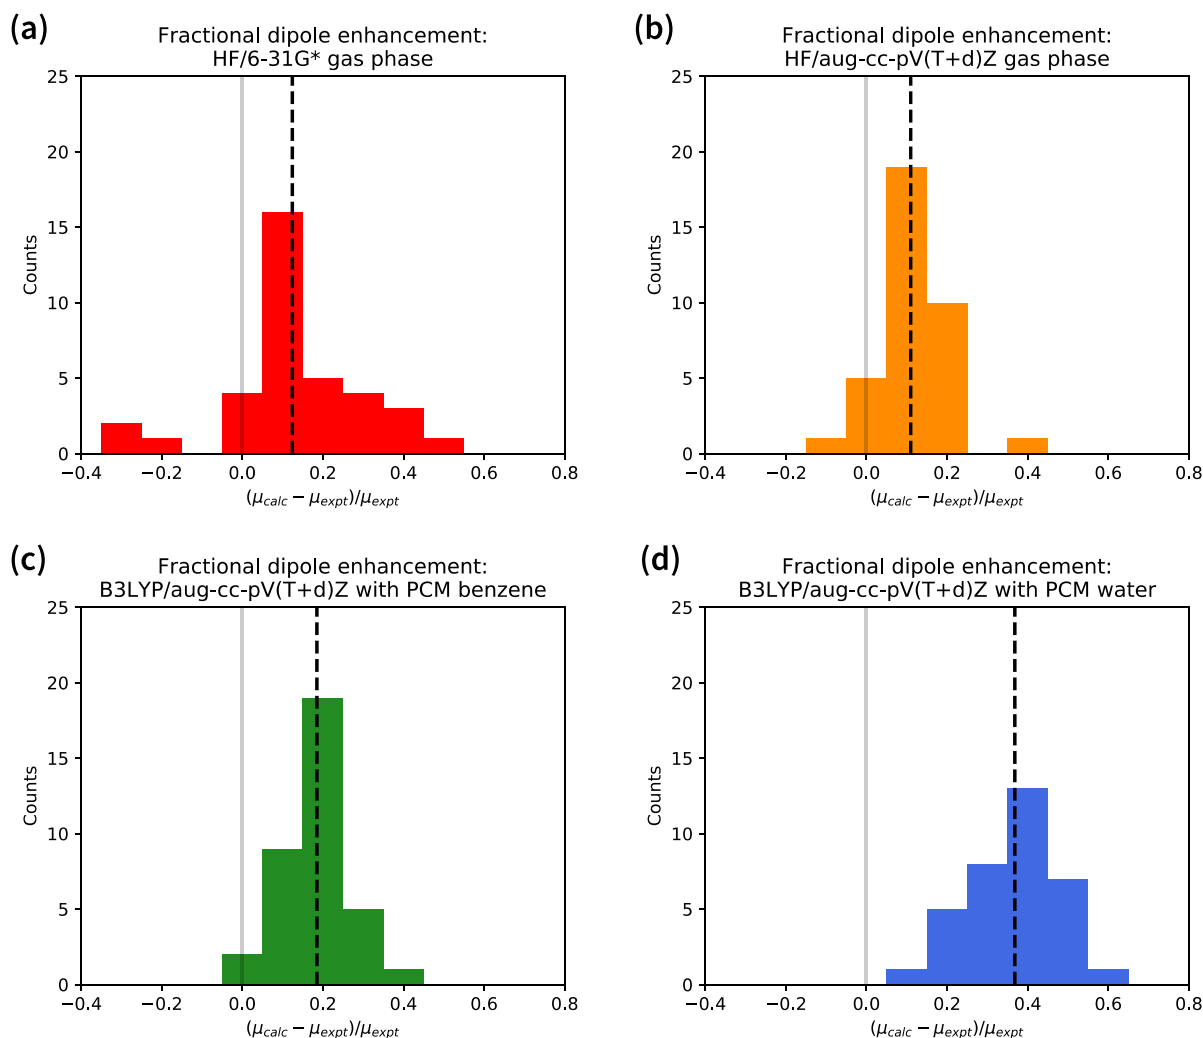 (a)
Fractional dipole enhancement:
HF/6-31G* gas phase
25
20
15
10
5
0
Counts
−0.4 −0.2 0.0 0.2 0.4 0.6 0.8
(μcalc − μexpt)/μexpt
(b)
Fractional dipole enhancement:
HF/aug-cc-pV(T+d)Z gas phase
25
20
15
10
5
0
Counts
−0.4 −0.2 0.0 0.2 0.4 0.6 0.8
(μcalc − μexpt)/μexpt
(c)
Fractional dipole enhancement:
B3LYP/aug-cc-pV(T+d)Z with PCM benzene
25
20
15
10
5
0
Counts
−0.4 −0.2 0.0 0.2 0.4 0.6 0.8
(μcalc − μexpt)/μexpt
(d)
Fractional dipole enhancement:
B3LYP/aug-cc-pV(T+d)Z with PCM water
25
20
15
10
5
0
Counts
−0.4 −0.2 0.0 0.2 0.4 0.6 0.8
(μcalc − μexpt)/μexpt